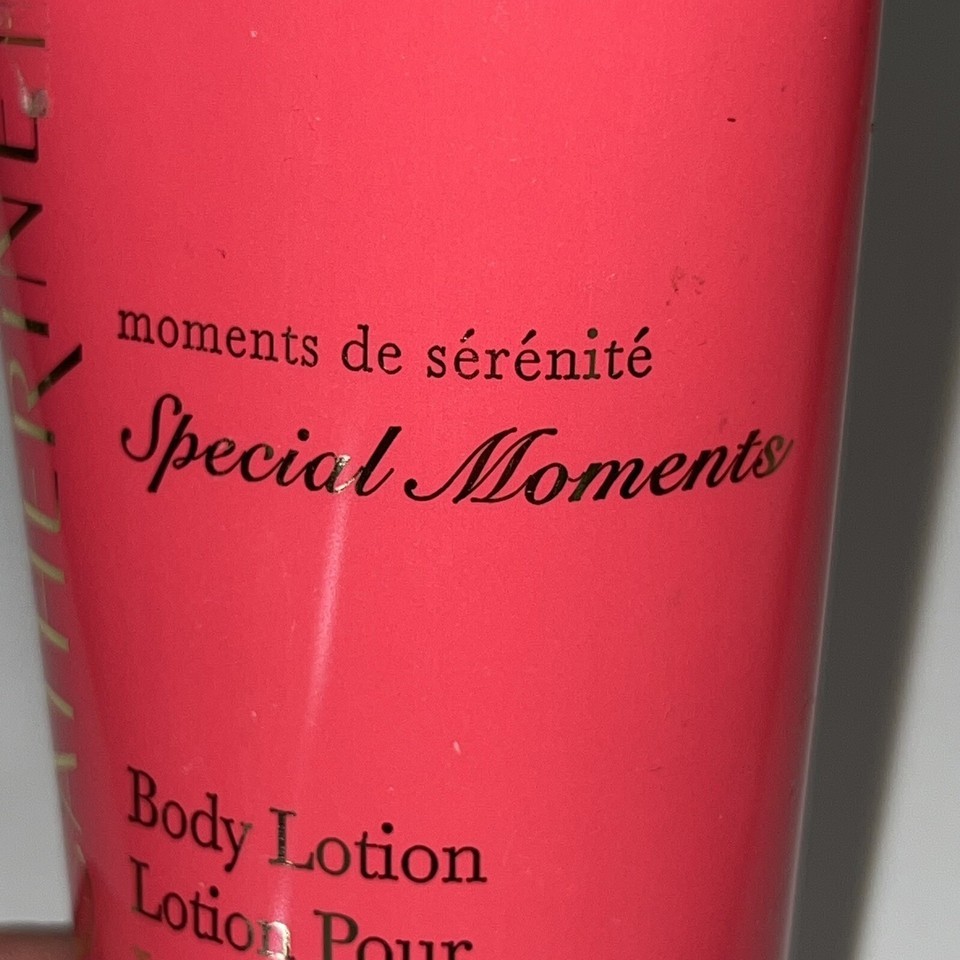 moments de sérénité
Special Moments
Body Lotion
Lotion Pour